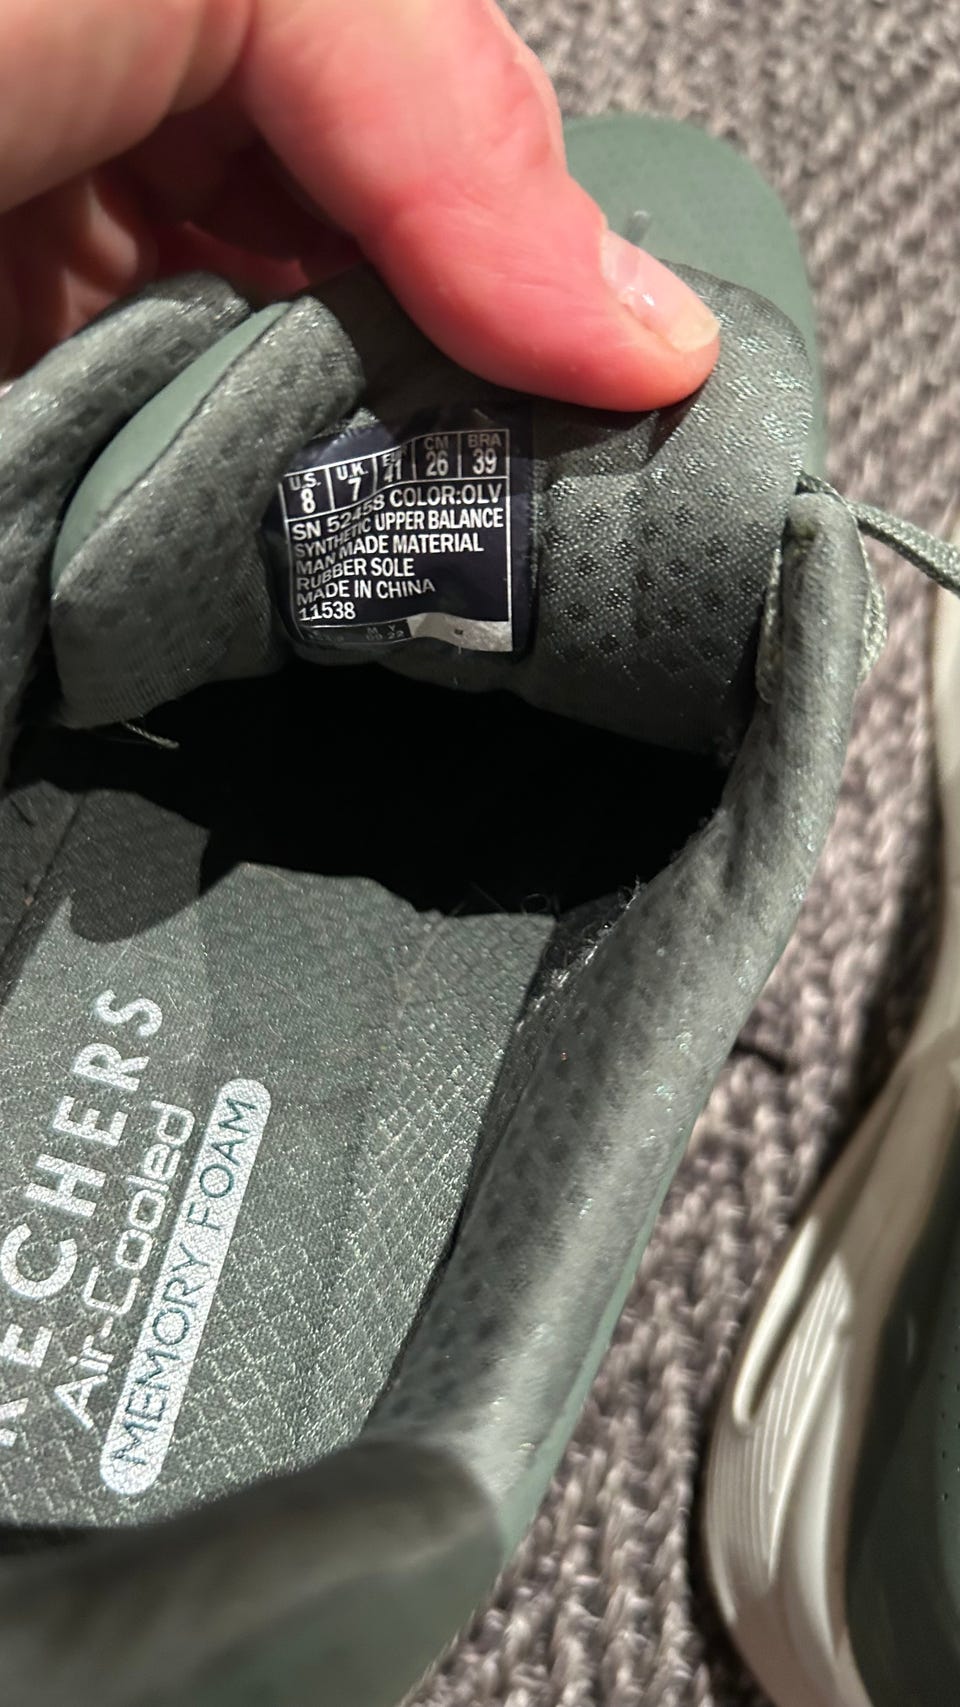 U.S. U.K. EUR CM BRA
8 7 41 26 39
SN 52458 COLOR:OLV
SYNTHETIC UPPER BALANCE
MAN MADE MATERIAL
RUBBER SOLE
MADE IN CHINA
11538
Air-Cooled
MEMORY FOAM